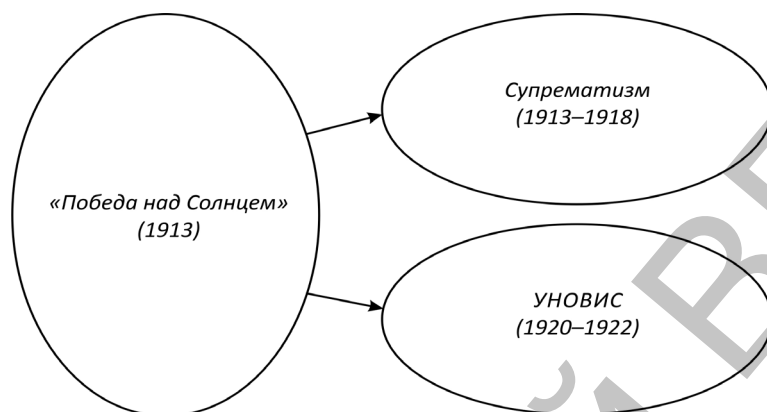 «Победа над Солнцем»
(1913)
Супрематизм
(1913–1918)
УНОВИС
(1920–1922)